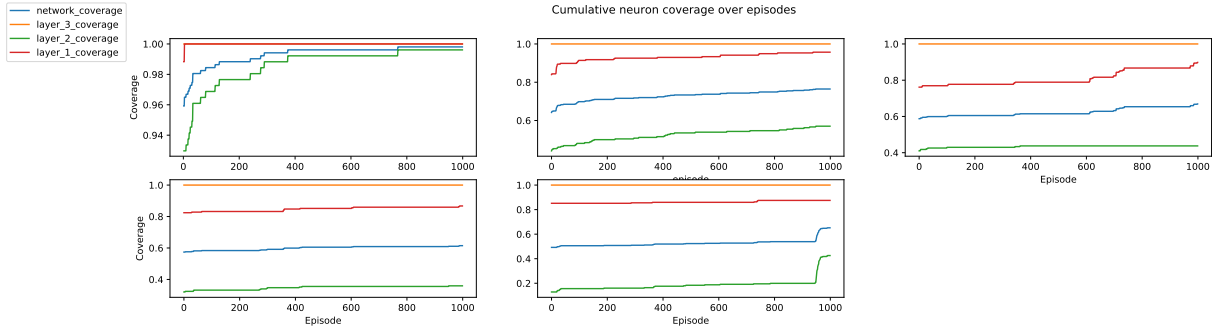 network_coverage
layer_3_coverage
layer_2_coverage
layer_1_coverage
Cumulative neuron coverage over episodes
Coverage
1.00
0.98
0.96
0.94
0 200 400 600 800 1000
1.0
0.8
0.6
0 200 400 600 800 1000
episode
1.0
0.8
0.6
0.4
0 200 400 600 800 1000
Episode
Coverage
1.0
0.8
0.6
0.4
0 200 400 600 800 1000
Episode
1.0
0.8
0.6
0.4
0.2
0 200 400 600 800 1000
Episode